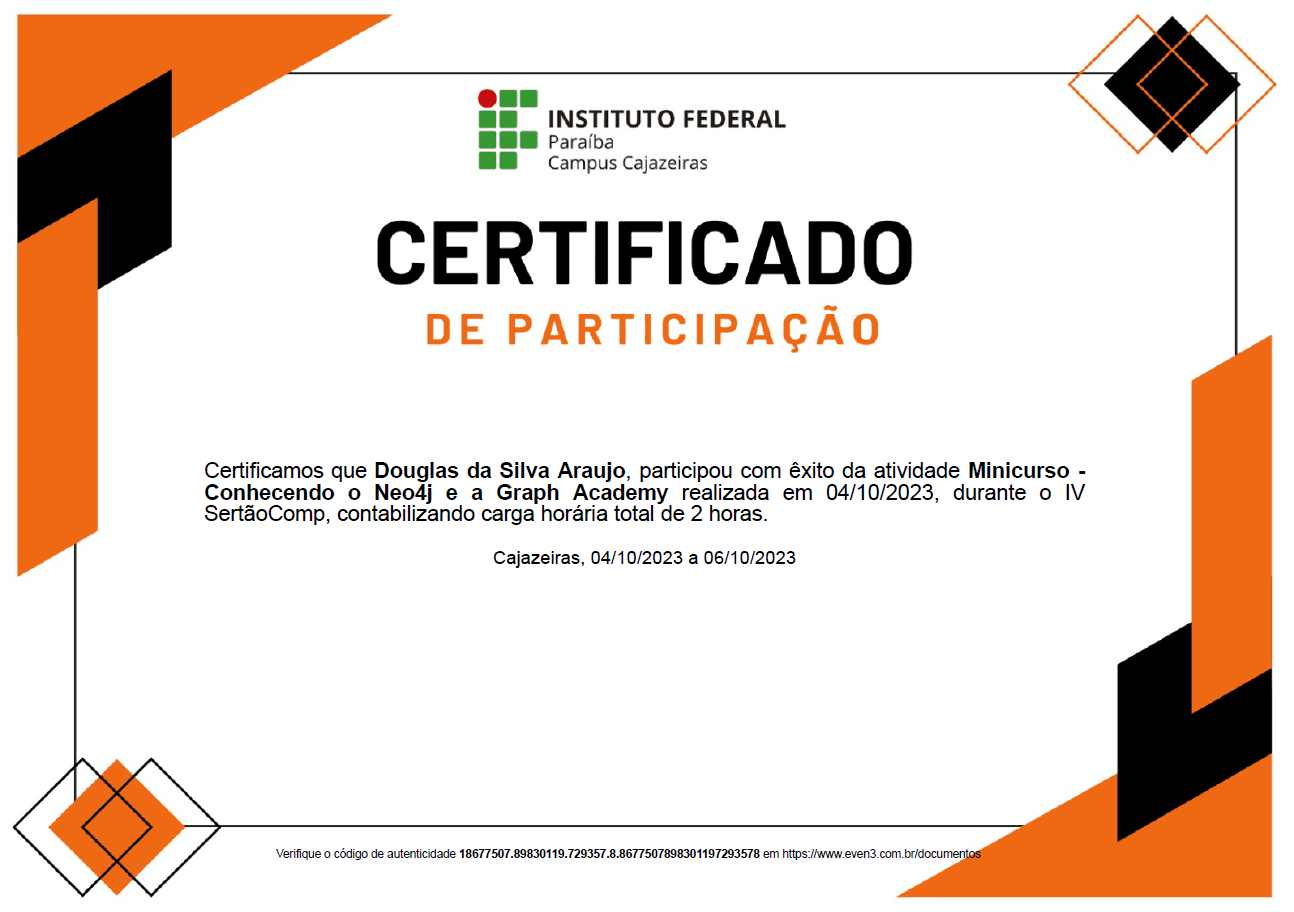 INSTITUTO FEDERAL
Paraíba
Campus Cajazeiras
CERTIFICADO
DE PARTICIPAÇÃO
Certificamos que Douglas da Silva Araujo, participou com êxito da atividade Minicurso -
Conhecendo o Neo4j e a Graph Academy realizada em 04/10/2023, durante o IV
SertãoComp, contabilizando carga horária total de 2 horas.
Cajazeiras, 04/10/2023 a 06/10/2023
Verifique o código de autenticidade 18677507.89830119.729357.8.8677507898301197293578 em https://www.even3.com.br/documentos